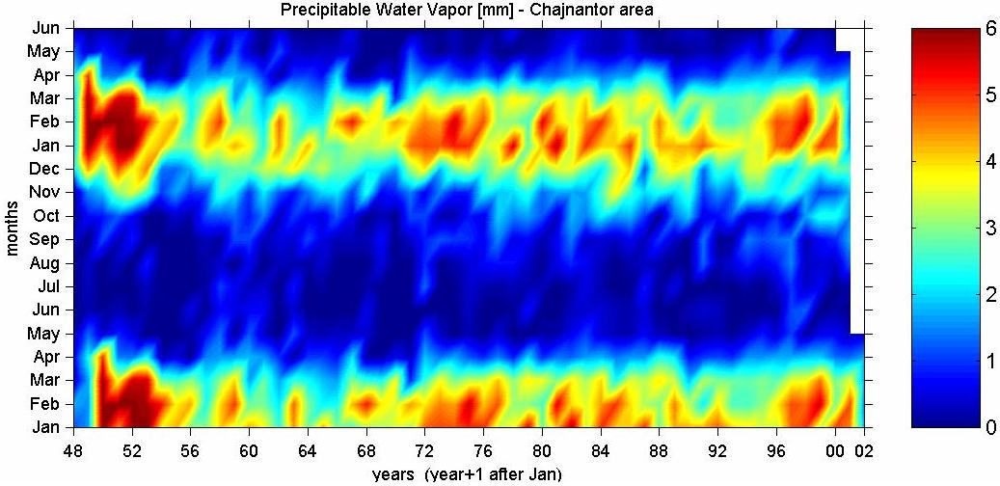 Precipitable Water Vapor [mm] - Chajnantor area
Jun
May
Apr
Mar
Feb
Jan
Dec
Nov
Oct
Sep
Aug
Jul
Jun
May
Apr
Mar
Feb
Jan
months
48 52 56 60 64 68 72 76 80 84 88 92 96 00 02
years (year+1 after Jan)
6
5
4
3
2
1
0